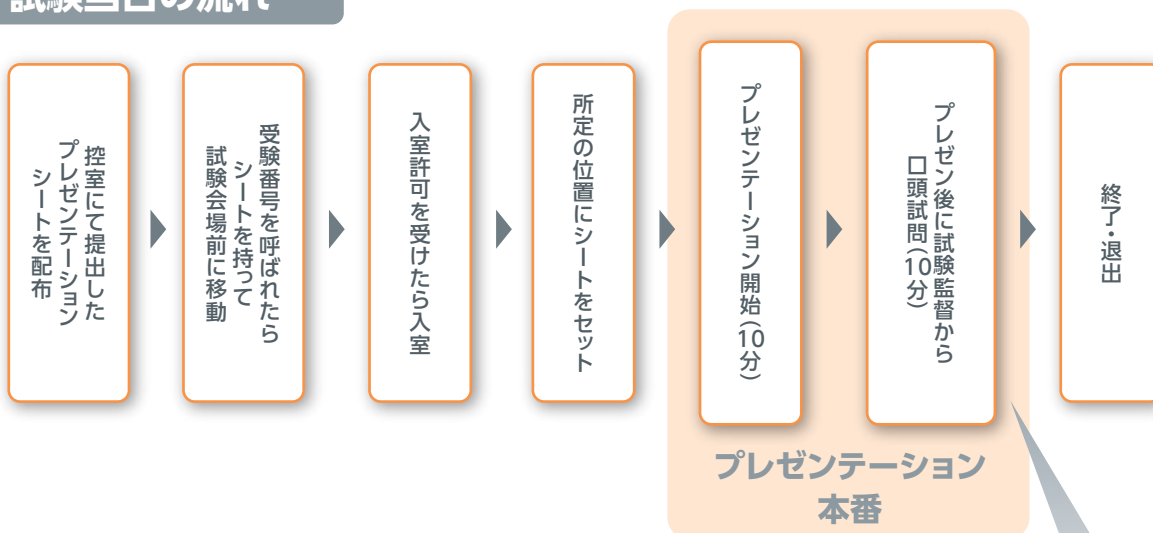 試験当日の流れ
控室にて提出した
プレゼンテーション
シートを配布
受験番号を呼ばれたら
シートを持って
試験会場前に移動
入室許可を受けたら入室
所定の位置にシートをセット
プレゼンテーション開始(10分)
プレゼン後に試験監督から
口頭試問(10分)
終了・退出
プレゼンテーション
本番